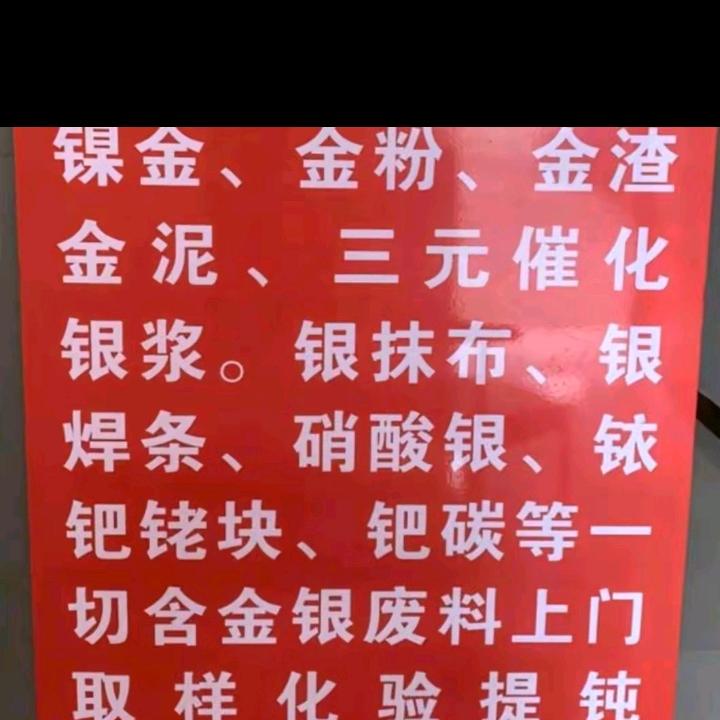 镍金、金粉、金渣
金泥、三元催化
银浆。银抹布、银
焊条、硝酸银、铱
钯铑块、钯碳等一
切含金银废料上门
取样化验提钝